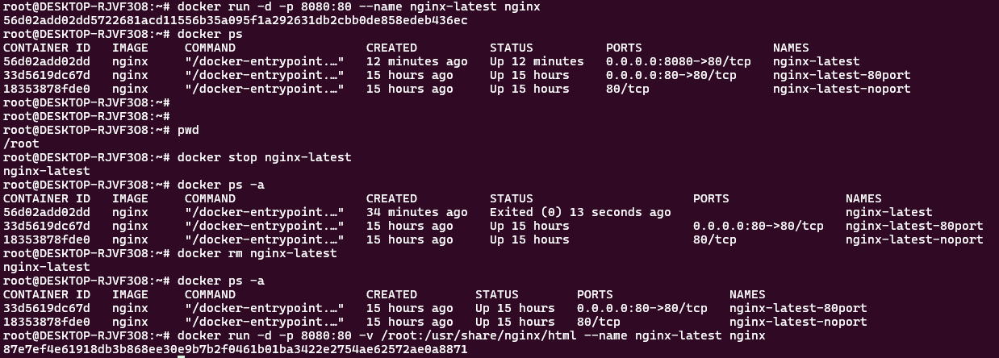 root@DESKTOP-RJVF3O8:~# docker run -d -p 8080:80 --name nginx-latest nginx
56d02add02dd5722681acd11556b35a095f1a292631db2cbb0de858edeb436ec
root@DESKTOP-RJVF3O8:~# docker ps
CONTAINER ID   IMAGE     COMMAND                  CREATED          STATUS          PORTS                  NAMES
56d02add02dd   nginx     "/docker-entrypoint.…"   12 minutes ago   Up 12 minutes   0.0.0.0:8080->80/tcp   nginx-latest
33d5619dc67d   nginx     "/docker-entrypoint.…"   15 hours ago     Up 15 hours     0.0.0.0:80->80/tcp     nginx-latest-80port
18353878fde0   nginx     "/docker-entrypoint.…"   15 hours ago     Up 15 hours     80/tcp                 nginx-latest-noport
root@DESKTOP-RJVF3O8:~#
root@DESKTOP-RJVF3O8:~#
root@DESKTOP-RJVF3O8:~# pwd
/root
root@DESKTOP-RJVF3O8:~# docker stop nginx-latest
nginx-latest
root@DESKTOP-RJVF3O8:~# docker ps -a
CONTAINER ID   IMAGE     COMMAND                  CREATED          STATUS                      PORTS                NAMES
56d02add02dd   nginx     "/docker-entrypoint.…"   34 minutes ago   Exited (0) 13 seconds ago                        nginx-latest
33d5619dc67d   nginx     "/docker-entrypoint.…"   15 hours ago     Up 15 hours                 0.0.0.0:80->80/tcp   nginx-latest-80port
18353878fde0   nginx     "/docker-entrypoint.…"   15 hours ago     Up 15 hours                 80/tcp               nginx-latest-noport
root@DESKTOP-RJVF3O8:~# docker rm nginx-latest
nginx-latest
root@DESKTOP-RJVF3O8:~# docker ps -a
CONTAINER ID   IMAGE     COMMAND                  CREATED        STATUS        PORTS                NAMES
33d5619dc67d   nginx     "/docker-entrypoint.…"   15 hours ago   Up 15 hours   0.0.0.0:80->80/tcp   nginx-latest-80port
18353878fde0   nginx     "/docker-entrypoint.…"   15 hours ago   Up 15 hours   80/tcp               nginx-latest-noport
root@DESKTOP-RJVF3O8:~# docker run -d -p 8080:80 -v /root:/usr/share/nginx/html --name nginx-latest nginx
87e7ef4e61918db3b868ee30e9b7b2f0461b01ba3422e2754ae62572ae0a8871